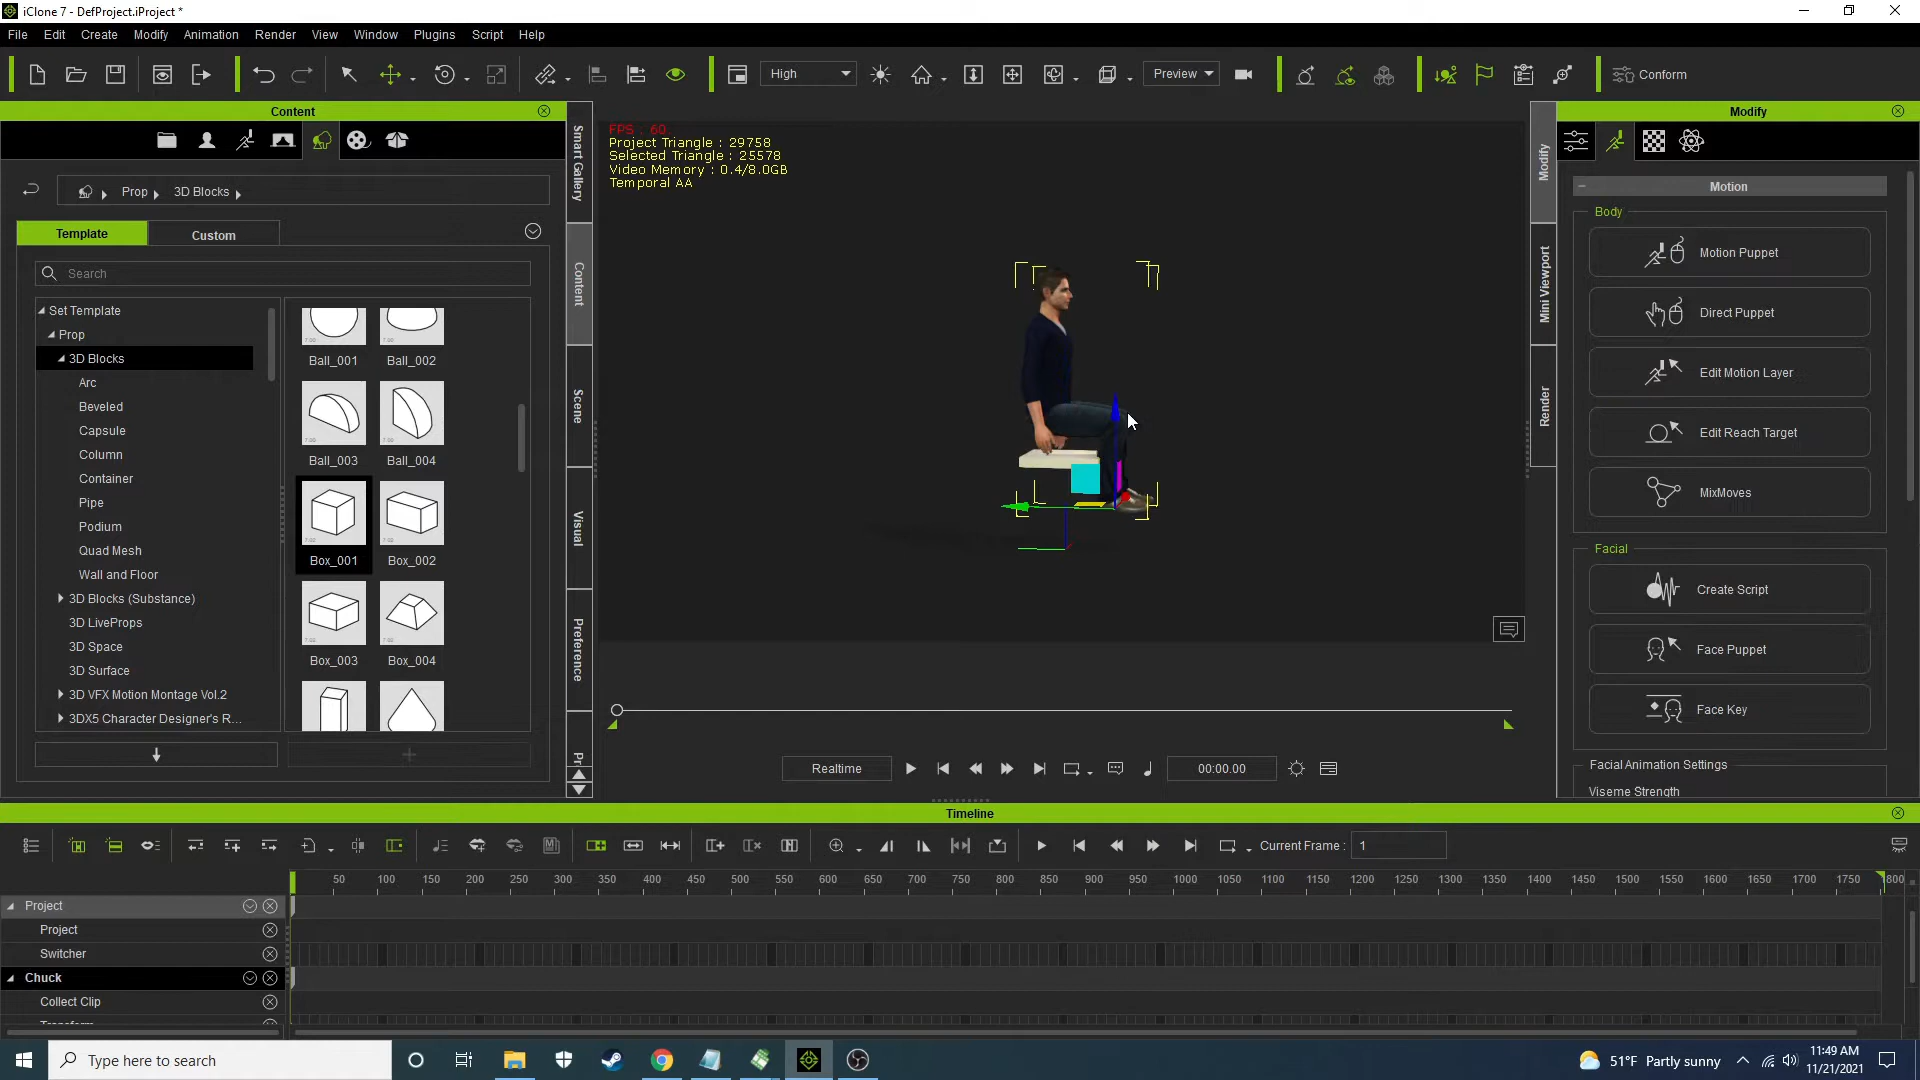 iClone 7 - DefProject.iProject *
File Edit Create Modify Animation Render View Window Plugins Script Help
High Preview Conform
Content
Prop 3D Blocks
Template Custom
Search
Set Template
Prop
3D Blocks
Arc
Beveled
Capsule
Column
Container
Pipe
Podium
Quad Mesh
Wall and Floor
3D Blocks (Substance)
3D LiveProps
3D Space
3D Surface
3D VFX Motion Montage Vol.2
3DX5 Character Designer's R...
Ball_001 Ball_002
Ball_003 Ball_004
Box_001 Box_002
Box_003 Box_004
Smart Gallery
Content
Scene
Visual
Preference
Pr
FPS : 60
Project Triangle : 29758
Selected Triangle : 25578
Video Memory : 0.4/8.0GB
Temporal AA
Realtime 00:00.00
Modify
Mini Viewport
Render
Modify
Motion
Body
Motion Puppet
Direct Puppet
Edit Motion Layer
Edit Reach Target
MixMoves
Facial
Create Script
Face Puppet
Face Key
Facial Animation Settings
Viseme Strength
Timeline
Current Frame : 1
50 100 150 200 250 300 350 400 450 500 550 600 650 700 750 800 850 900 950 1000 1050 1100 1150 1200 1250 1300 1350 1400 1450 1500 1550 1600 1650 1700 1750 800
Project
Project
Switcher
Chuck
Collect Clip
Transform
Type here to search
51°F Partly sunny
11:49 AM
11/21/2021